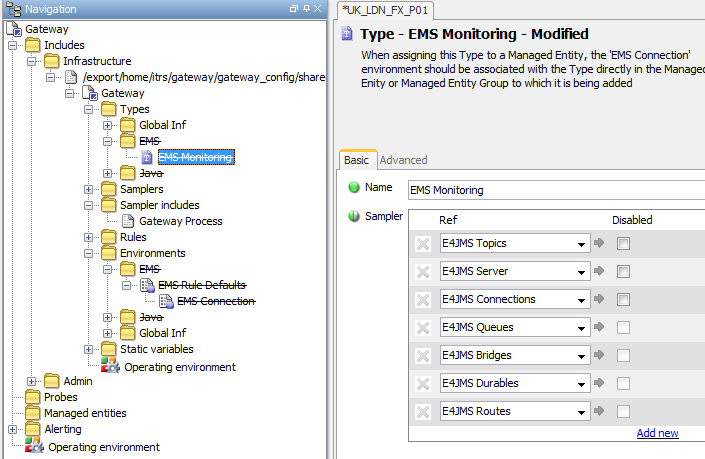 Navigation
Gateway
Includes
Infrastructure
/export/home/itrs/gateway/gateway_config/share
Gateway
Types
Global Inf
EMS
EMS Monitoring
Java
Samplers
Sampler includes
Gateway Process
Rules
Environments
EMS
EMS Rule Defaults
EMS Connection
Java
Global Inf
Static variables
Operating environment
Admin
Probes
Managed entities
Alerting
Operating environment
*UK_LDN_FX_P01
Type - EMS Monitoring - Modified
When assigning this Type to a Managed Entity, the 'EMS Connection'
environment should be associated with the Type directly in the Managed
Enity or Managed Entity Group to which it is being added
Basic Advanced
Name EMS Monitoring
Sampler Ref Disabled
E4JMS Topics
E4JMS Server
E4JMS Connections
E4JMS Queues
E4JMS Bridges
E4JMS Durables
E4JMS Routes
Add new